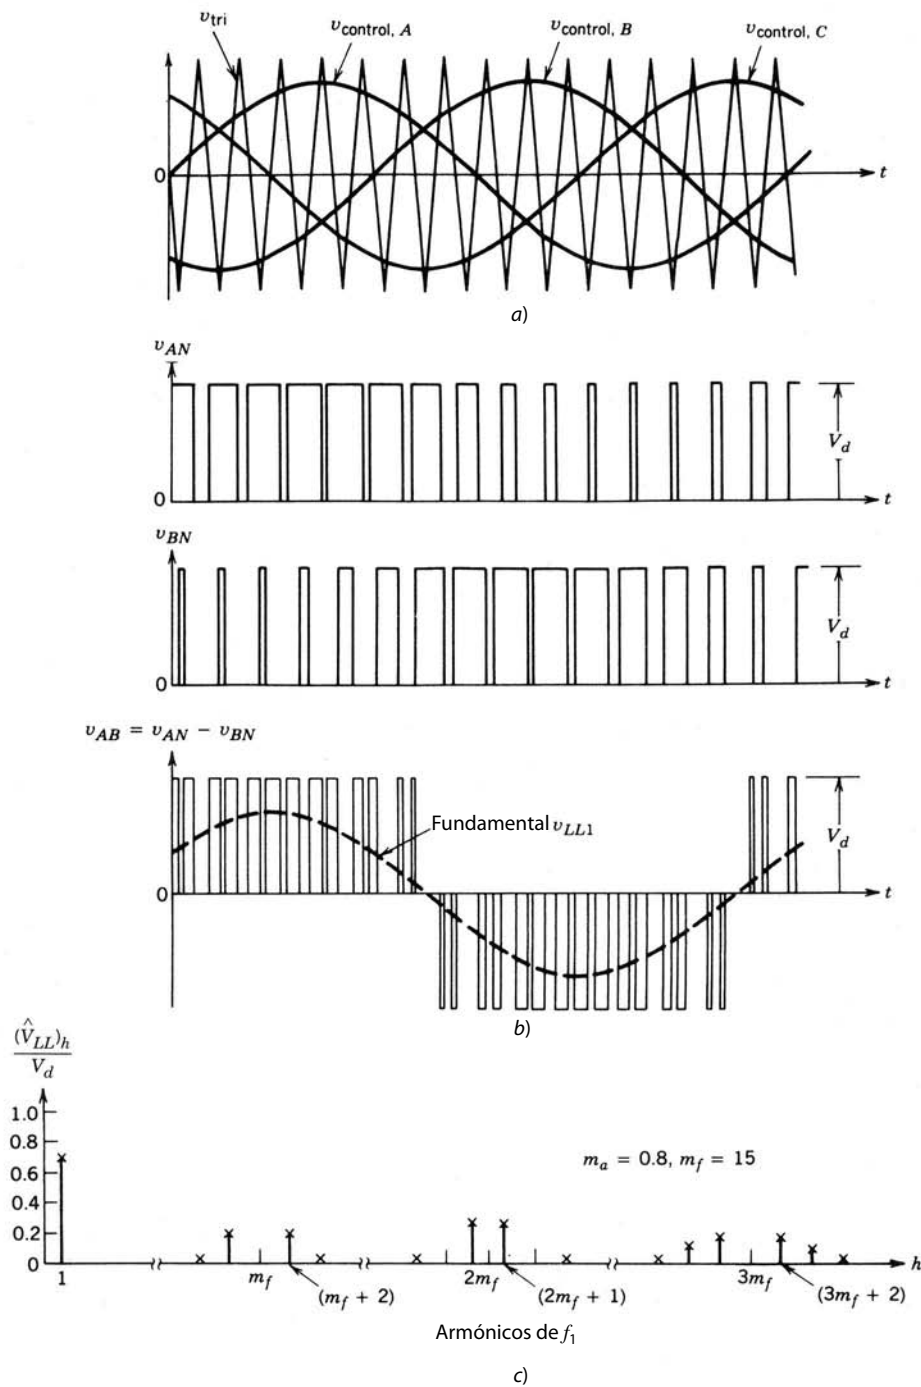 v_tri v_control, A v_control, B v_control, C
0 t
a)
v_AN
V_d
0 t
v_BN
V_d
0 t
v_AB = v_AN − v_BN
Fundamental v_LL1
V_d
0 t
b)
(V̂_LL)_h / V_d
1.0
0.8
0.6
0.4
0.2
0
m_a = 0.8, m_f = 15
1 m_f 2m_f 3m_f h
(m_f + 2) (2m_f + 1) (3m_f + 2)
Armónicos de f_1
c)